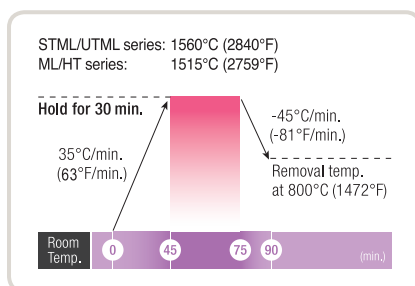 STML/UTML series: 1560°C (2840°F)
ML/HT series: 1515°C (2759°F)
Hold for 30 min.
35°C/min.
(63°F/min.)
-45°C/min.
(-81°F/min.)
Removal temp.
at 800°C (1472°F)
Room
Temp.
0 45 75 90 (min.)